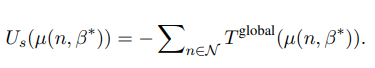 U_s(μ(n, β*)) = − ∑_{n∈𝒩} T^{global}(μ(n, β*)).